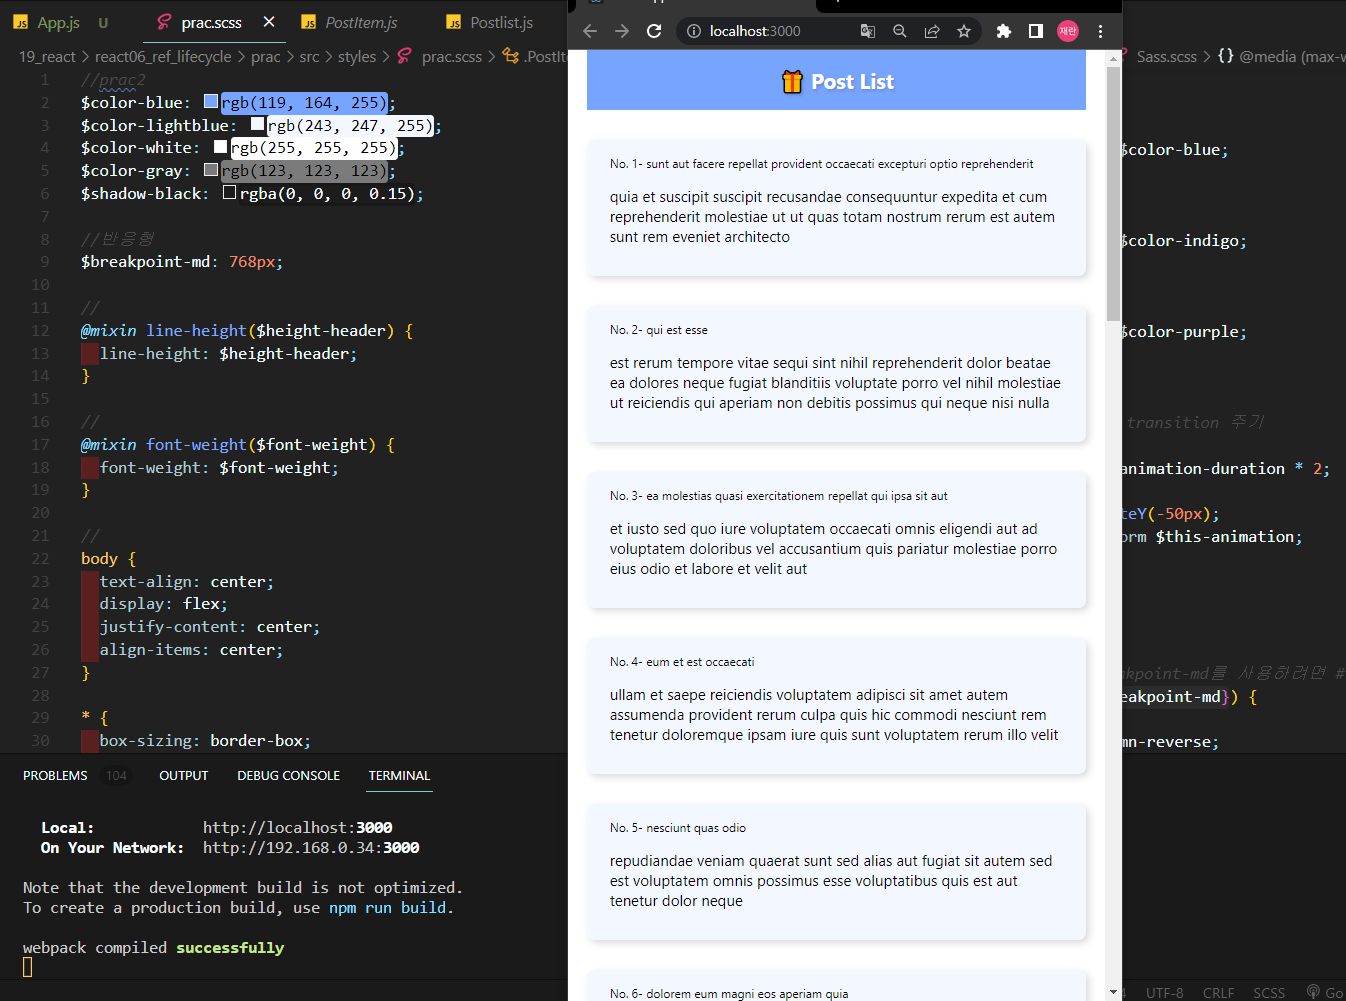 App.js U prac.scss × PostItem.js Postlist.js
19_react > react06_ref_lifecycle > prac > src > styles > prac.scss > .PostIt
1 //prac2
2 $color-blue: rgb(119, 164, 255);
3 $color-lightblue: rgb(243, 247, 255);
4 $color-white: rgb(255, 255, 255);
5 $color-gray: rgb(123, 123, 123);
6 $shadow-black: rgba(0, 0, 0, 0.15);
7
8 //반응형
9 $breakpoint-md: 768px;
10
11 //
12 @mixin line-height($height-header) {
13 line-height: $height-header;
14 }
15
16 //
17 @mixin font-weight($font-weight) {
18 font-weight: $font-weight;
19 }
20
21 //
22 body {
23 text-align: center;
24 display: flex;
25 justify-content: center;
26 align-items: center;
27 }
28
29 * {
30 box-sizing: border-box;
PROBLEMS 104 OUTPUT DEBUG CONSOLE TERMINAL
Local: http://localhost:3000
On Your Network: http://192.168.0.34:3000
Note that the development build is not optimized.
To create a production build, use npm run build.
webpack compiled successfully
localhost:3000 재란
Post List
No. 1- sunt aut facere repellat provident occaecati excepturi optio reprehenderit
quia et suscipit suscipit recusandae consequuntur expedita et cum
reprehenderit molestiae ut ut quas totam nostrum rerum est autem
sunt rem eveniet architecto
No. 2- qui est esse
est rerum tempore vitae sequi sint nihil reprehenderit dolor beatae
ea dolores neque fugiat blanditiis voluptate porro vel nihil molestiae
ut reiciendis qui aperiam non debitis possimus qui neque nisi nulla
No. 3- ea molestias quasi exercitationem repellat qui ipsa sit aut
et iusto sed quo iure voluptatem occaecati omnis eligendi aut ad
voluptatem doloribus vel accusantium quis pariatur molestiae porro
eius odio et labore et velit aut
No. 4- eum et est occaecati
ullam et saepe reiciendis voluptatem adipisci sit amet autem
assumenda provident rerum culpa quis hic commodi nesciunt rem
tenetur doloremque ipsam iure quis sunt voluptatem rerum illo velit
No. 5- nesciunt quas odio
repudiandae veniam quaerat sunt sed alias aut fugiat sit autem sed
est voluptatem omnis possimus esse voluptatibus quis est aut
tenetur dolor neque
No. 6- dolorem eum magni eos aperiam quia
Sass.scss > {} @media (max-w
$color-blue;
$color-indigo;
$color-purple;
transition 주기
animation-duration * 2;
teY(-50px);
orm $this-animation;
kpoint-md를 사용하려면 #
eakpoint-md}) {
mn-reverse;
4 UTF-8 CRLF SCSS Go